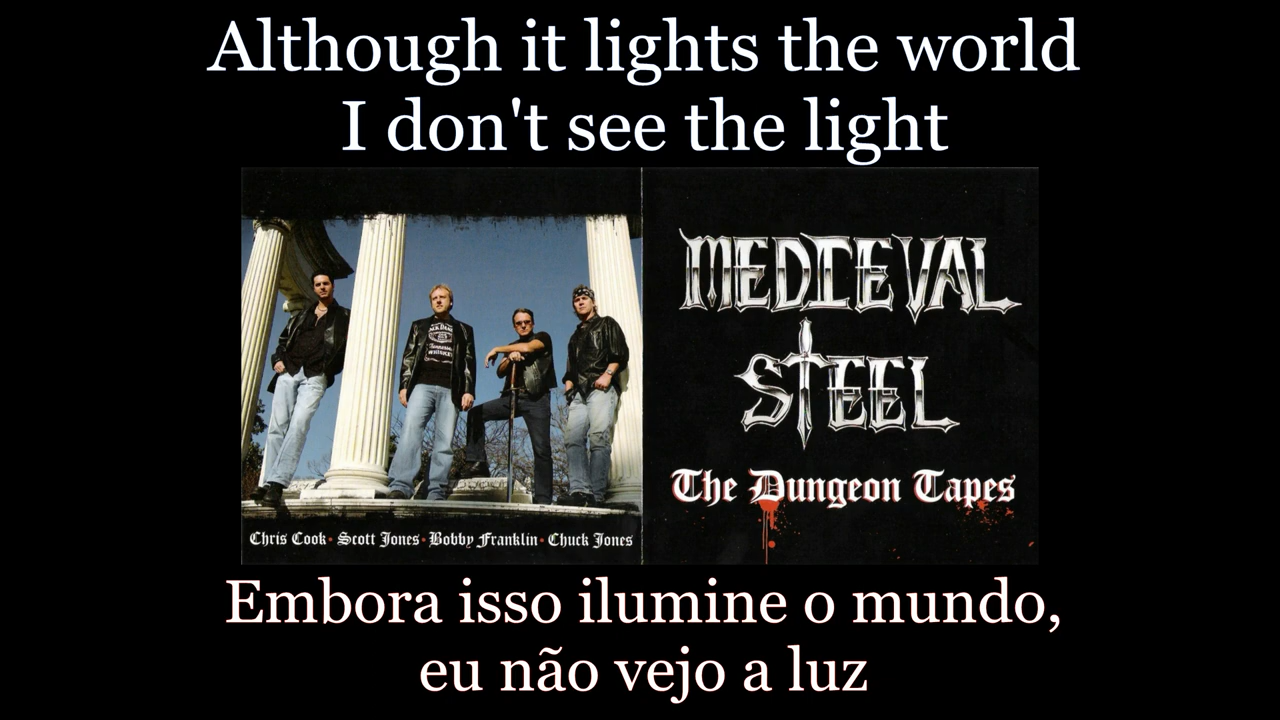 Although it lights the world
I don't see the light
MEDIEVAL
STEEL
The Dungeon Tapes
Chris Cook • Scott Jones • Bobby Franklin • Chuck Jones
Embora isso ilumine o mundo,
eu não vejo a luz